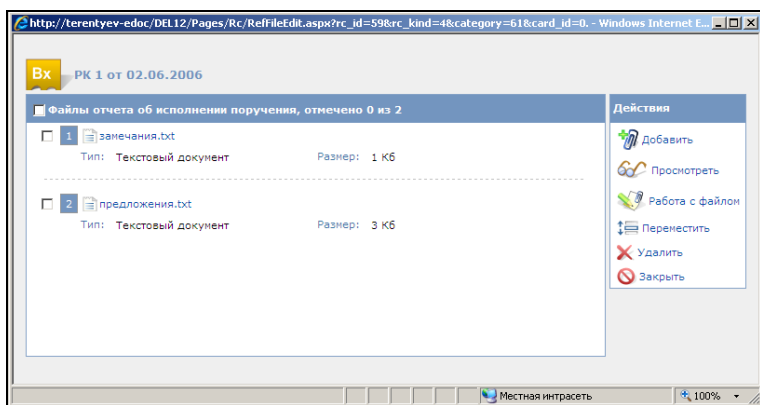 http://terentyev-edoc/DEL12/Pages/Rc/RefFileEdit.aspx?rc_id=59&rc_kind=4&category=61&card_id=0. - Windows Internet E...
Вх РК 1 от 02.06.2006
Файлы отчета об исполнении поручения, отмечено 0 из 2
1 замечания.txt
Тип: Текстовый документ Размер: 1 Кб
2 предложения.txt
Тип: Текстовый документ Размер: 3 Кб
Действия
Добавить
Просмотреть
Работа с файлом
Переместить
Удалить
Закрыть
Местная интрасеть 100%